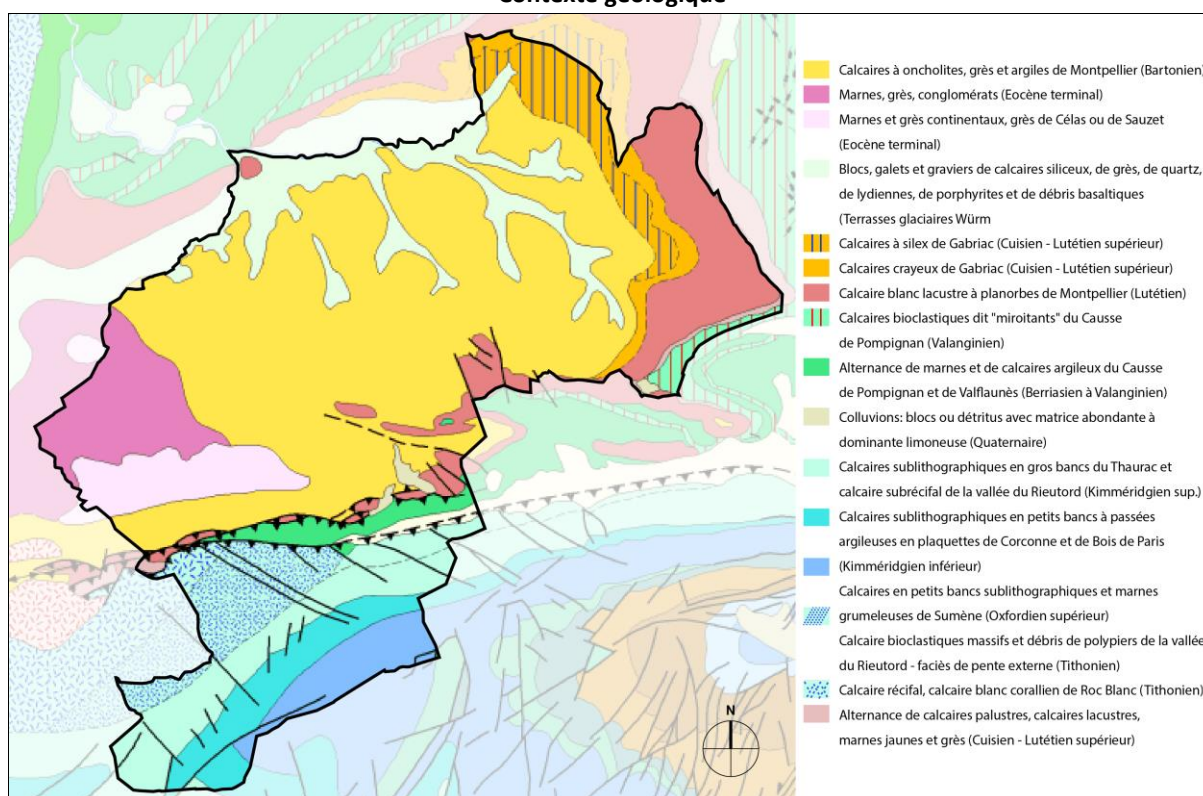 Contexte géologique
Calcaires à oncholites, grès et argiles de Montpellier (Bartonien)
Marnes, grès, conglomérats (Eocène terminal)
Marnes et grès continentaux, grès de Célas ou de Sauzet
(Eocène terminal)
Blocs, galets et graviers de calcaires siliceux, de grès, de quartz,
de lydiennes, de porphyrites et de débris basaltiques
(Terrasses glaciaires Würm
Calcaires à silex de Gabriac (Cuisien - Lutétien supérieur)
Calcaires crayeux de Gabriac (Cuisien - Lutétien supérieur)
Calcaire blanc lacustre à planorbes de Montpellier (Lutétien)
Calcaires bioclastiques dit "miroitants" du Causse
de Pompignan (Valanginien)
Alternance de marnes et de calcaires argileux du Causse
de Pompignan et de Valflaunès (Berriasien à Valanginien)
Colluvions: blocs ou détritus avec matrice abondante à
dominante limoneuse (Quaternaire)
Calcaires sublithographiques en gros bancs du Thaurac et
calcaire subrécifal de la vallée du Rieutord (Kimméridgien sup.)
Calcaires sublithographiques en petits bancs à passées
argileuses en plaquettes de Corconne et de Bois de Paris
(Kimméridgien inférieur)
Calcaires en petits bancs sublithographiques et marnes
grumeleuses de Sumène (Oxfordien supérieur)
Calcaire bioclastiques massifs et débris de polypiers de la vallée
du Rieutord - faciès de pente externe (Tithonien)
Calcaire récifal, calcaire blanc corallien de Roc Blanc (Tithonien)
Alternance de calcaires palustres, calcaires lacustres,
marnes jaunes et grès (Cuisien - Lutétien supérieur)
N